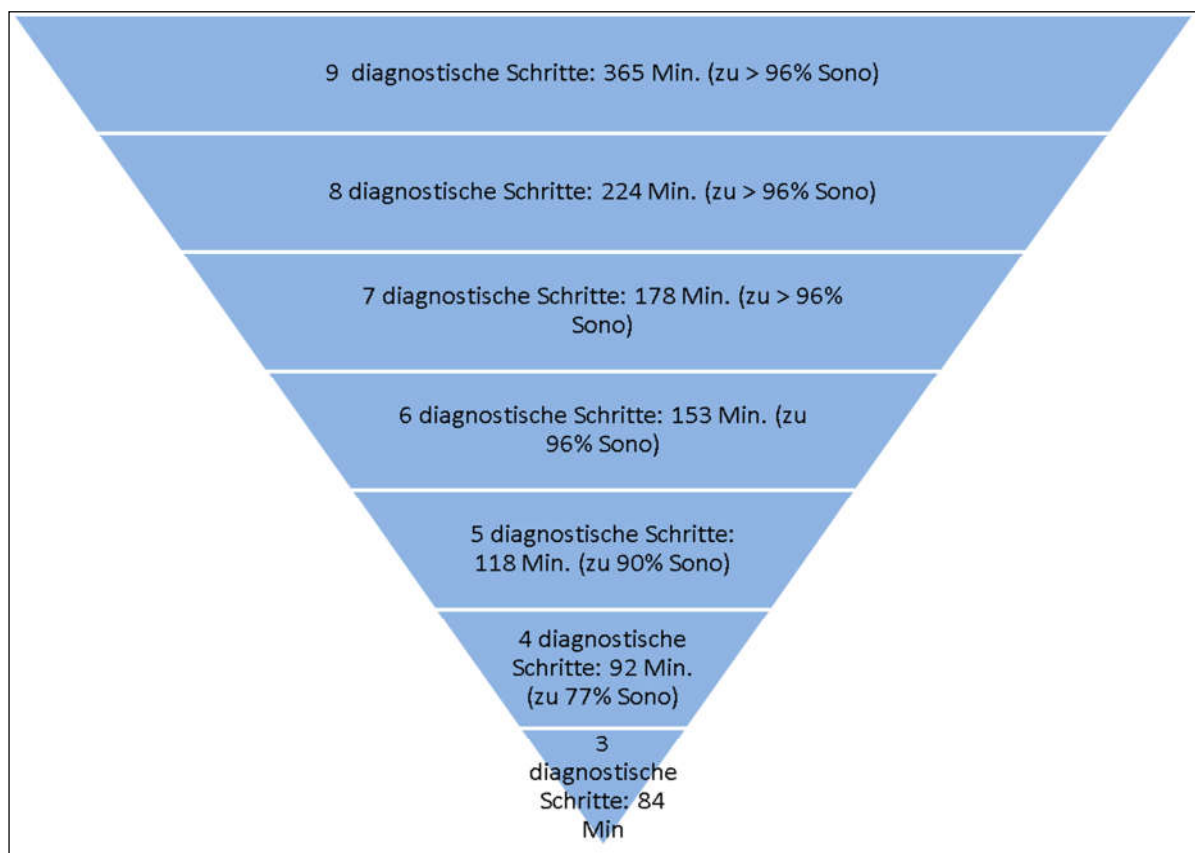 9  diagnostische Schritte: 365 Min. (zu > 96% Sono)
8 diagnostische Schritte: 224 Min. (zu > 96% Sono)
7 diagnostische Schritte: 178 Min. (zu > 96%
Sono)
6 diagnostische Schritte: 153 Min. (zu
96% Sono)
5 diagnostische Schritte:
118 Min. (zu 90% Sono)
4 diagnostische
Schritte: 92 Min.
(zu 77% Sono)
3
diagnostische
Schritte: 84
Min